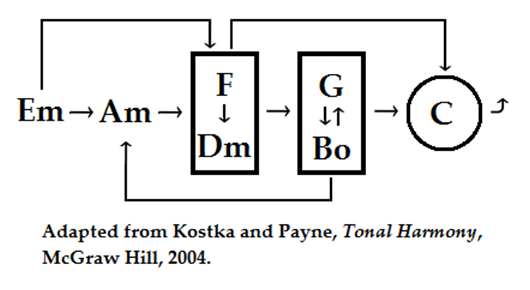 F G
Em → Am → ↓ → ↓↑ → C
Dm Bo
Adapted from Kostka and Payne, Tonal Harmony,
McGraw Hill, 2004.